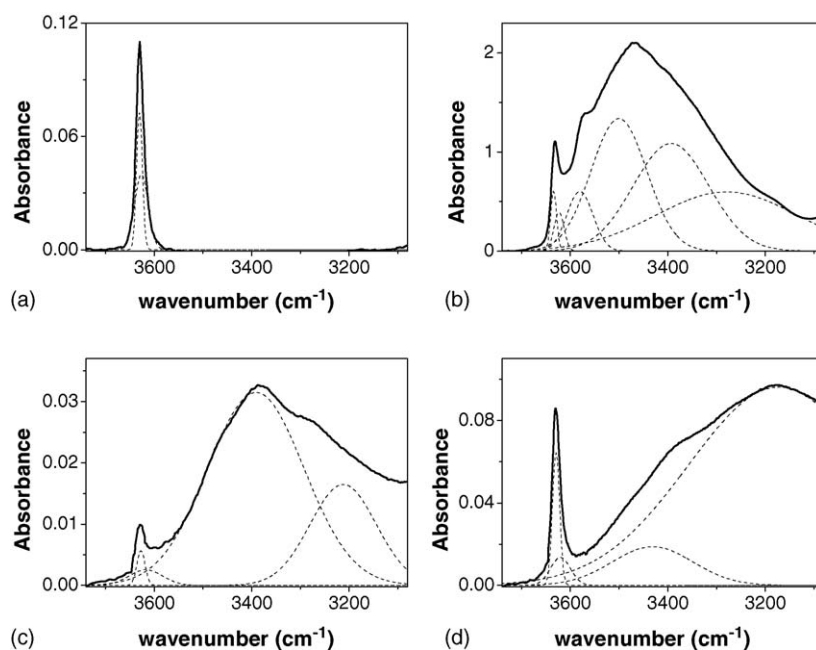 0.12
0.06
0.00
Absorbance
3600 3400 3200
wavenumber (cm⁻¹)
(a)
2
1
0
Absorbance
3600 3400 3200
wavenumber (cm⁻¹)
(b)
0.03
0.02
0.01
0.00
Absorbance
3600 3400 3200
wavenumber (cm⁻¹)
(c)
0.08
0.04
0.00
Absorbance
3600 3400 3200
wavenumber (cm⁻¹)
(d)